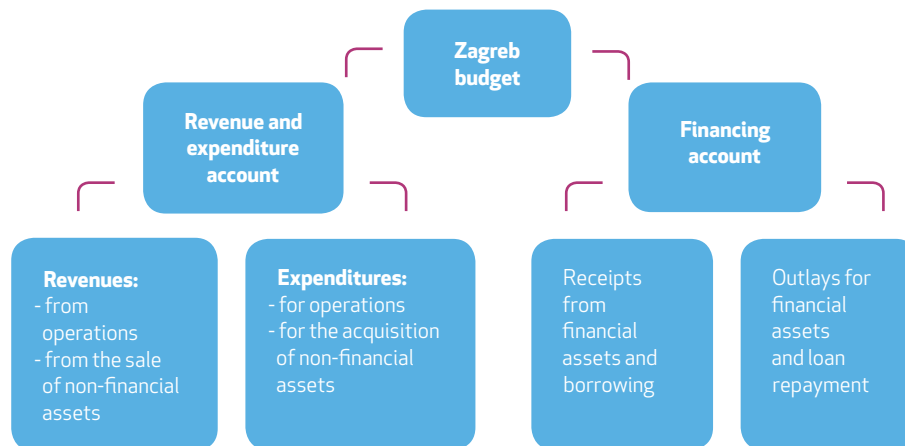 Zagreb
budget
Revenue and
expenditure
account
Financing
account
Revenues:
- from
operations
- from the sale
of non-financial
assets
Expenditures:
- for operations
- for the acquisition
of non-financial
assets
Receipts
from
financial
assets and
borrowing
Outlays for
financial
assets
and loan
repayment